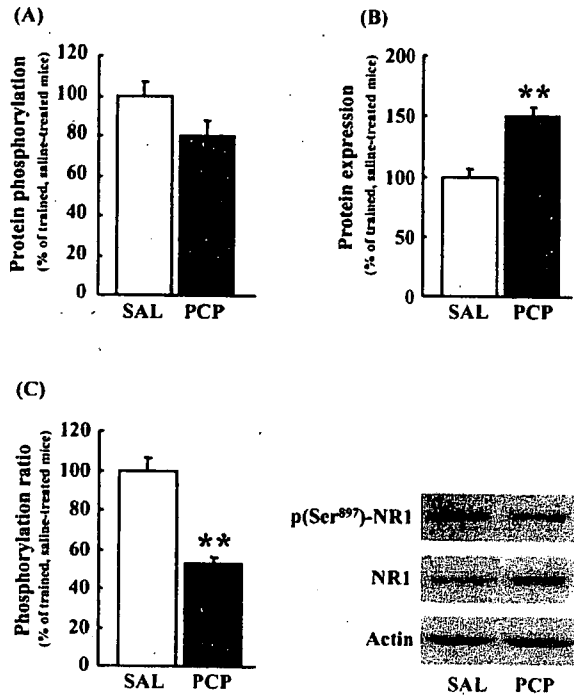 (A)
Protein phosphorylation
(% of trained, saline-treated mice)
120
100
80
60
40
20
0
SAL PCP
(B)
Protein expression
(% of trained, saline-treated mice)
200
150
100
50
0
**
SAL PCP
(C)
Phosphorylation ratio
(% of trained, saline-treated mice)
120
100
80
60
40
20
0
**
SAL PCP
p(Ser⁸⁹⁷)-NR1
NR1
Actin
SAL PCP